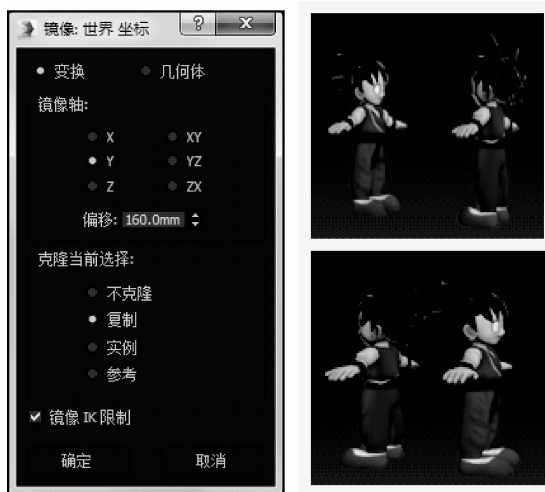 镜像: 世界 坐标
变换 几何体
镜像轴:
X XY
Y YZ
Z ZX
偏移: 160.0mm
克隆当前选择:
不克隆
复制
实例
参考
镜像 IK 限制
确定 取消